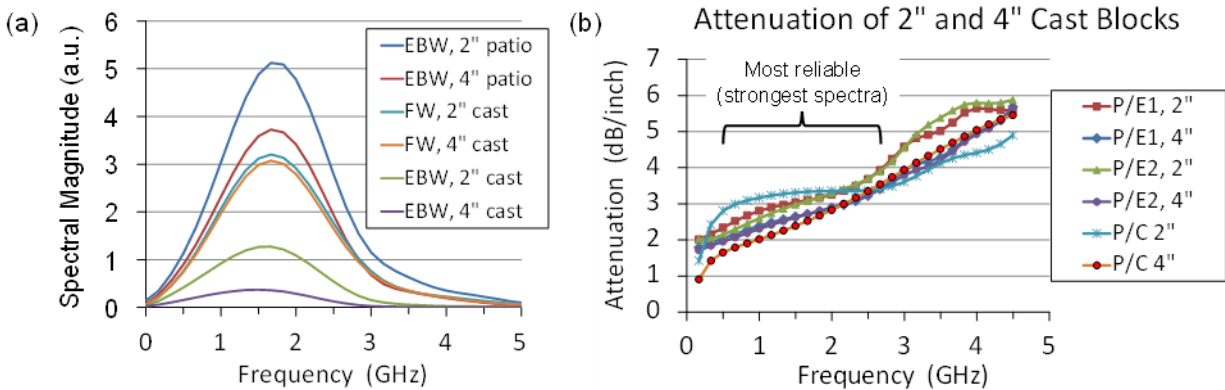 (a)
Spectral Magnitude (a.u.)
6
5
4
3
2
1
0
0 1 2 3 4 5
Frequency (GHz)
EBW, 2" patio
EBW, 4" patio
FW, 2" cast
FW, 4" cast
EBW, 2" cast
EBW, 4" cast
(b)
Attenuation of 2" and 4" Cast Blocks
Attenuation (dB/inch)
7
6
5
4
3
2
1
0
Most reliable
(strongest spectra)
0 1 2 3 4 5
Frequency (GHz)
P/E1, 2"
P/E1, 4"
P/E2, 2"
P/E2, 4"
P/C 2"
P/C 4"